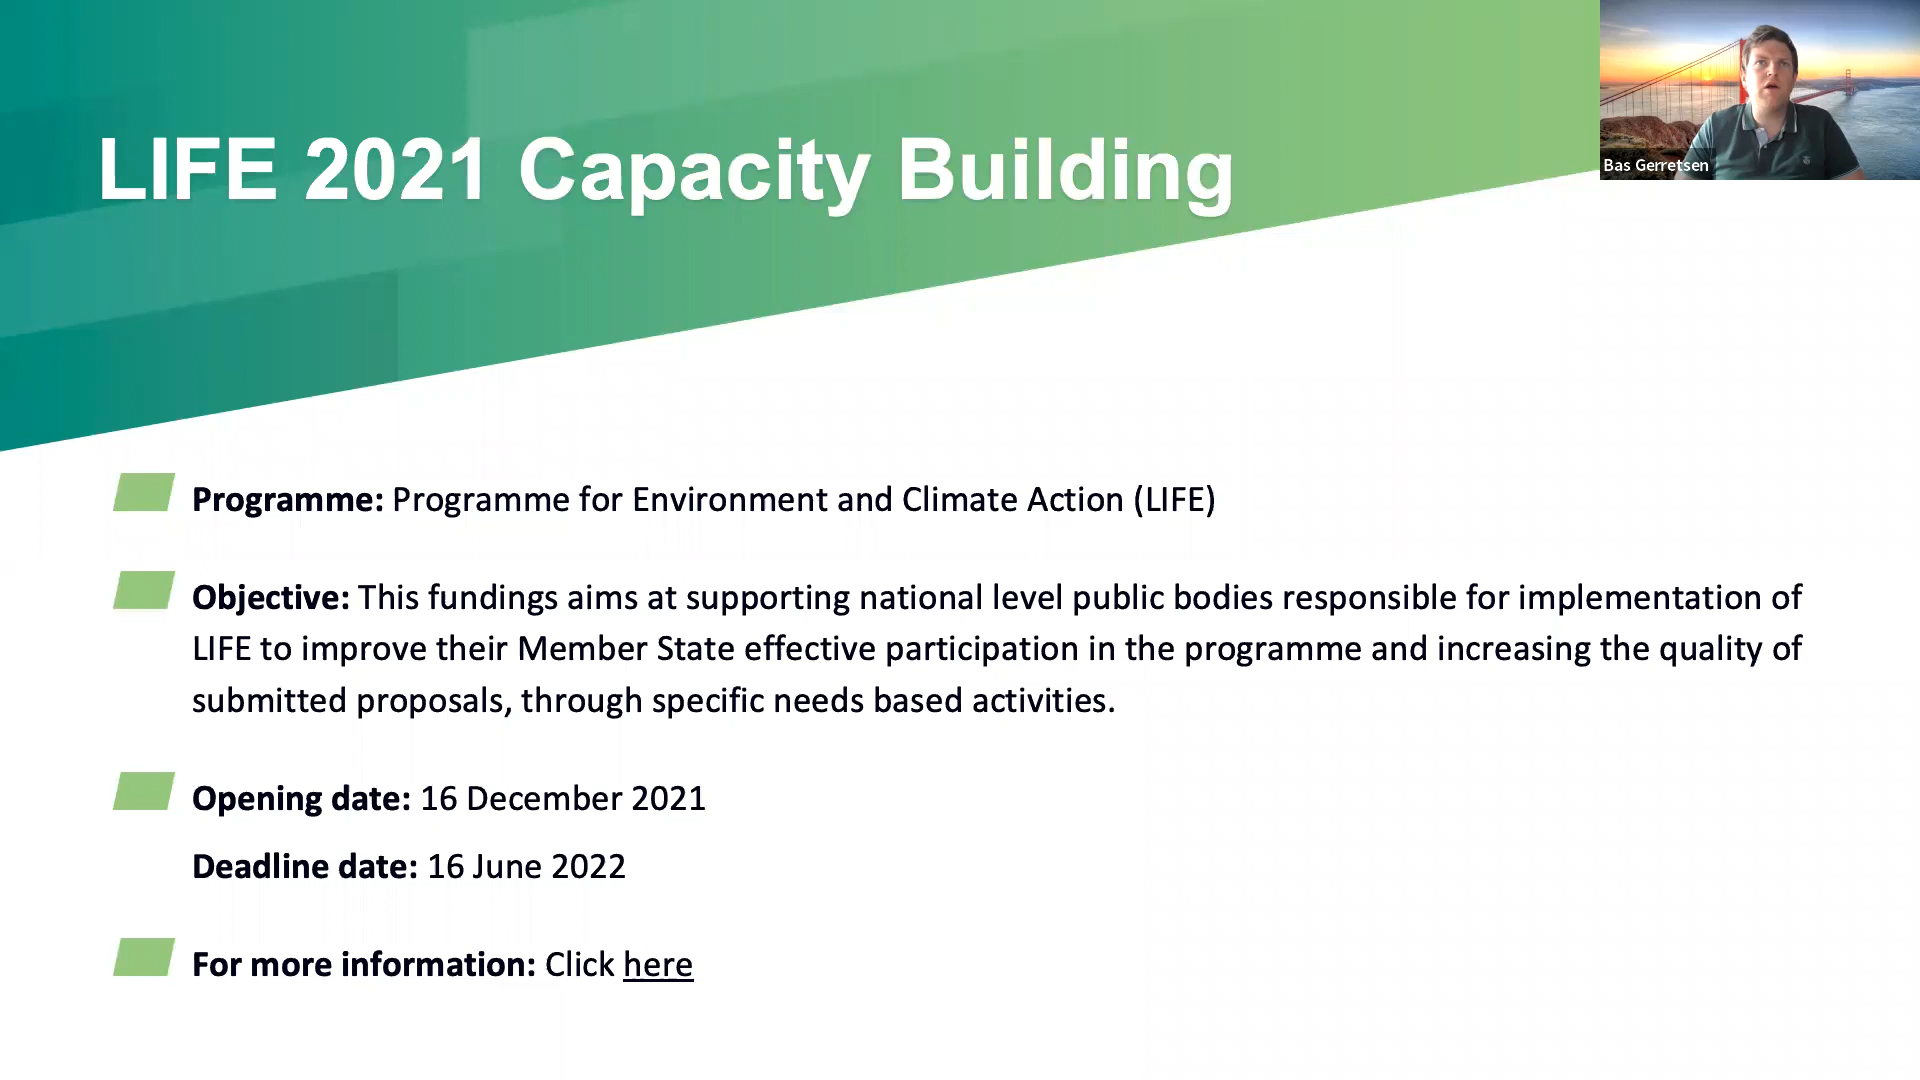 LIFE 2021 Capacity Building
Bas Gerretsen
Programme: Programme for Environment and Climate Action (LIFE)
Objective: This fundings aims at supporting national level public bodies responsible for implementation of
LIFE to improve their Member State effective participation in the programme and increasing the quality of
submitted proposals, through specific needs based activities.
Opening date: 16 December 2021
Deadline date: 16 June 2022
For more information: Click here